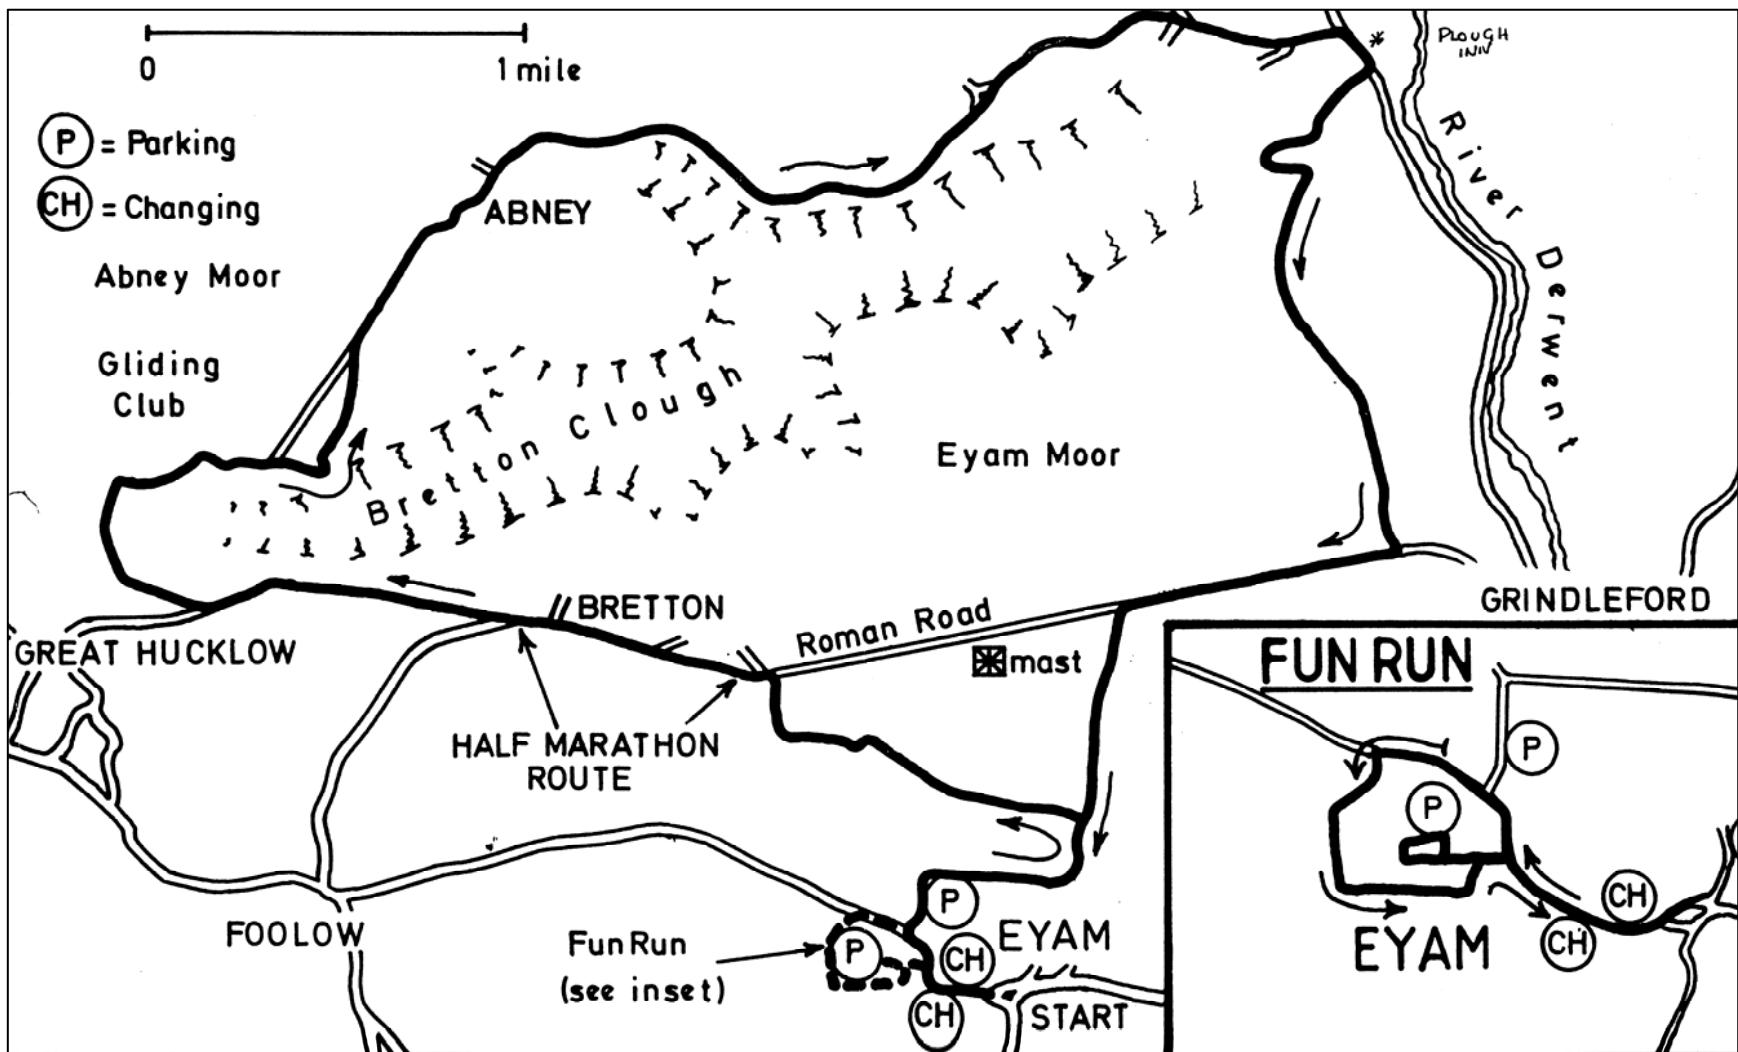 0 1 mile
P = Parking
CH = Changing
Abney Moor
Gliding
Club
ABNEY
PLOUGH
INN
River Derwent
Bretton Clough
Eyam Moor
BRETTON
Roman Road
mast
GRINDLEFORD
GREAT HUCKLOW
HALF MARATHON
ROUTE
FOOLOW
Fun Run
(see inset)
P
P
CH
CH
EYAM
START
FUN RUN
P
P
CH
CH
EYAM